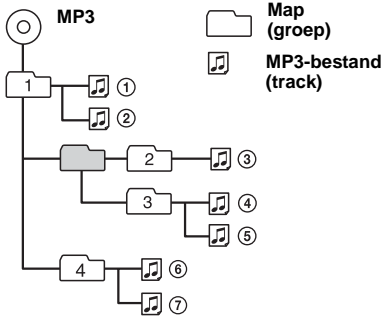 MP3
Map
(groep)
MP3-bestand
(track)
1
①
②
2
③
3
④
⑤
4
⑥
⑦